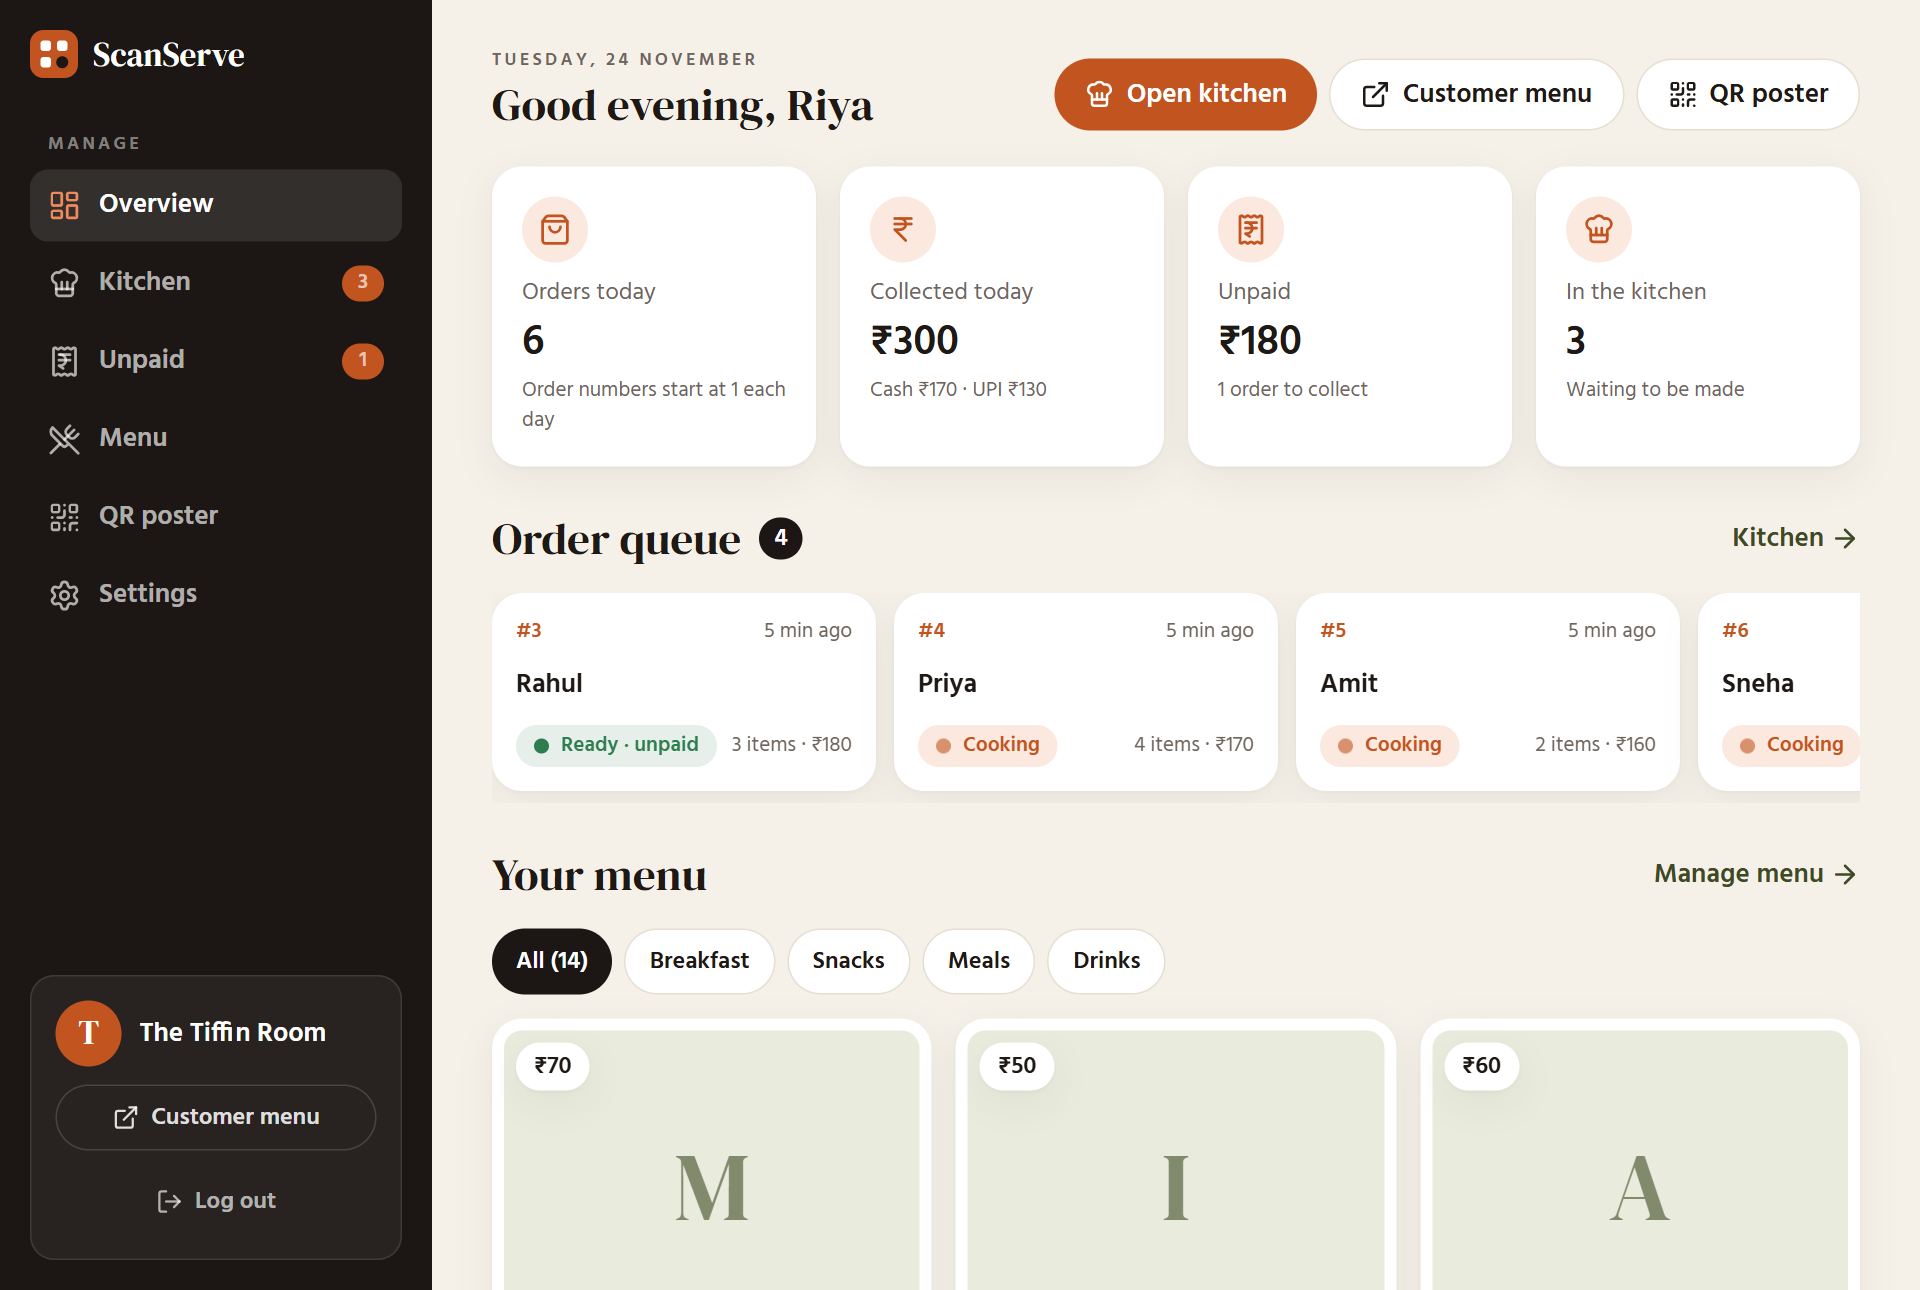 ScanServe
MANAGE
Overview
Kitchen 3
Unpaid 1
Menu
QR poster
Settings
T The Tiffin Room
Customer menu
Log out
TUESDAY, 24 NOVEMBER
Good evening, Riya
Open kitchen
Customer menu
QR poster
Orders today
6
Order numbers start at 1 each
day
Collected today
₹300
Cash ₹170 · UPI ₹130
Unpaid
₹180
1 order to collect
In the kitchen
3
Waiting to be made
Order queue 4
Kitchen →
#3 5 min ago
Rahul
Ready · unpaid 3 items · ₹180
#4 5 min ago
Priya
Cooking 4 items · ₹170
#5 5 min ago
Amit
Cooking 2 items · ₹160
#6
Sneha
Cooking
Your menu
Manage menu →
All (14) Breakfast Snacks Meals Drinks
₹70
M
₹50
I
₹60
A